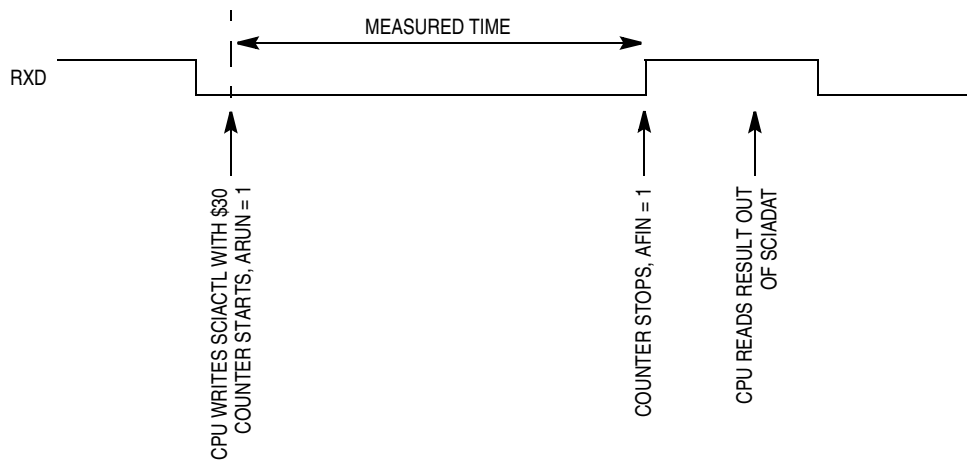 MEASURED TIME
RXD
CPU WRITES SCIACTL WITH $30
COUNTER STARTS, ARUN = 1
COUNTER STOPS, AFIN = 1
CPU READS RESULT OUT
OF SCIADAT